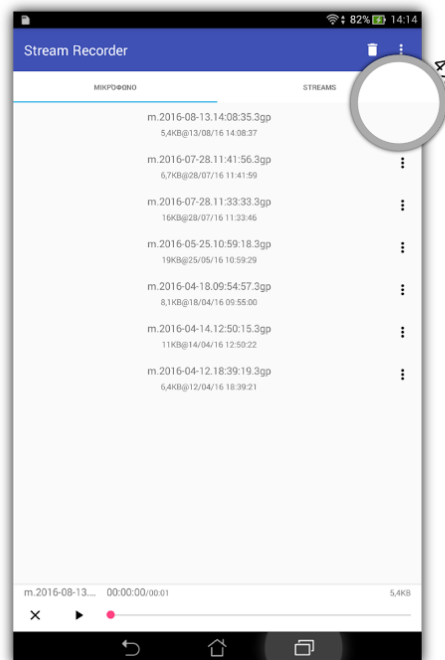 82% 14:14
Stream Recorder
ΜΙΚΡΌΦΩΝΟ
STREAMS
m.2016-08-13.14:08:35.3gp
5,4KB@13/08/16 14:08:37
m.2016-07-28.11:41:56.3gp
6,7KB@28/07/16 11:41:59
m.2016-07-28.11:33:33.3gp
16KB@28/07/16 11:33:46
m.2016-05-25.10:59:18.3gp
19KB@25/05/16 10:59:29
m.2016-04-18.09:54:57.3gp
8,1KB@18/04/16 09:55:00
m.2016-04-14.12:50:15.3gp
11KB@14/04/16 12:50:22
m.2016-04-12.18:39:19.3gp
6,4KB@12/04/16 18:39:21
m.2016-08-13... 00:00:00/00:01 5,4KB